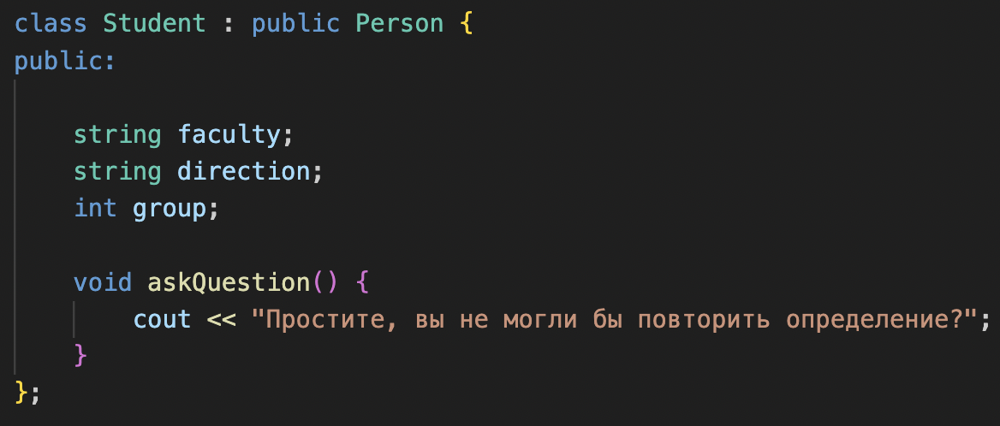 class Student : public Person {
public:
string faculty;
string direction;
int group;
void askQuestion() {
cout << "Простите, вы не могли бы повторить определение?";
}
};